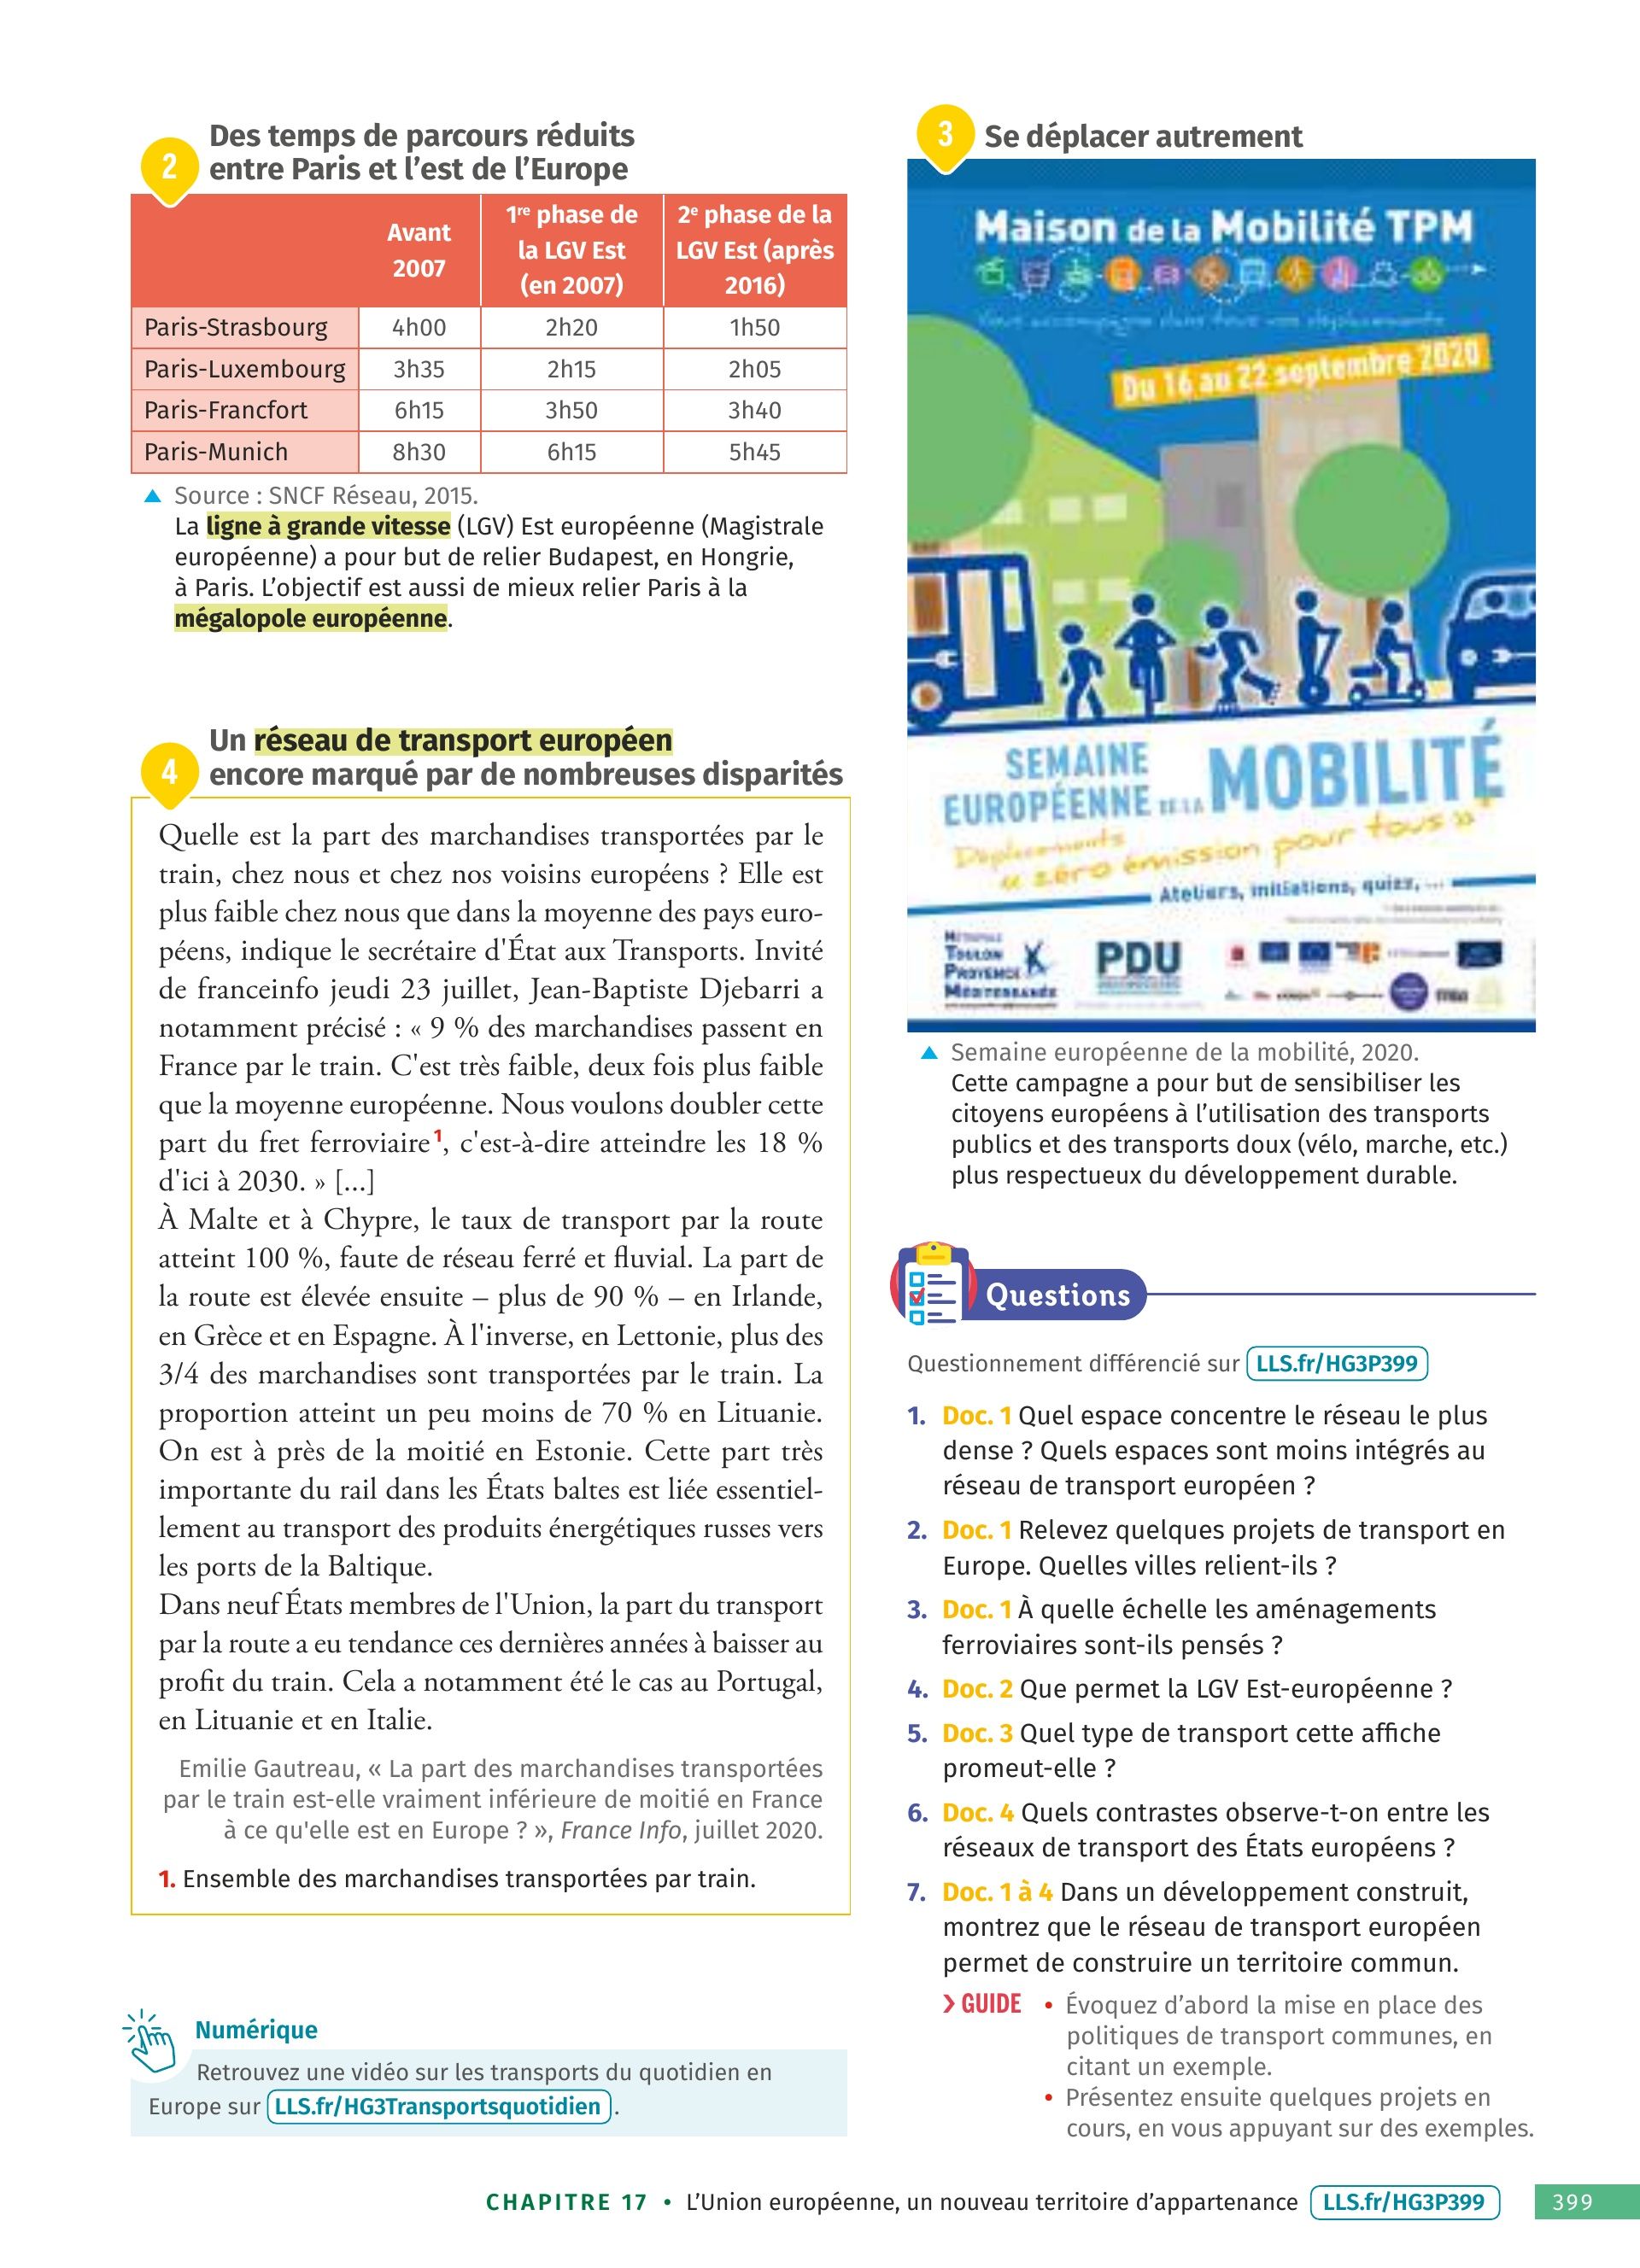 2
Des temps de parcours réduits
entre Paris et l'est de l'Europe
Avant
2007
1re phase de
la LGV Est
(en 2007)
2e phase de la
LGV Est (après
2016)
Paris-Strasbourg 4h00 2h20 1h50
Paris-Luxembourg 3h35 2h15 2h05
Paris-Francfort 6h15 3h50 3h40
Paris-Munich 8h30 6h15 5h45
Source : SNCF Réseau, 2015.
La ligne à grande vitesse (LGV) Est européenne (Magistrale
européenne) a pour but de relier Budapest, en Hongrie,
à Paris. L'objectif est aussi de mieux relier Paris à la
mégalopole européenne.
4
Un réseau de transport européen
encore marqué par de nombreuses disparités
Quelle est la part des marchandises transportées par le
train, chez nous et chez nos voisins européens ? Elle est
plus faible chez nous que dans la moyenne des pays euro-
péens, indique le secrétaire d'État aux Transports. Invité
de franceinfo jeudi 23 juillet, Jean-Baptiste Djebarri a
notamment précisé : « 9 % des marchandises passent en
France par le train. C'est très faible, deux fois plus faible
que la moyenne européenne. Nous voulons doubler cette
part du fret ferroviaire1, c'est-à-dire atteindre les 18 %
d'ici à 2030. » [...]
À Malte et à Chypre, le taux de transport par la route
atteint 100 %, faute de réseau ferré et fluvial. La part de
la route est élevée ensuite – plus de 90 % – en Irlande,
en Grèce et en Espagne. À l'inverse, en Lettonie, plus des
3/4 des marchandises sont transportées par le train. La
proportion atteint un peu moins de 70 % en Lituanie.
On est à près de la moitié en Estonie. Cette part très
importante du rail dans les États baltes est liée essentiel-
lement au transport des produits énergétiques russes vers
les ports de la Baltique.
Dans neuf États membres de l'Union, la part du transport
par la route a eu tendance ces dernières années à baisser au
profit du train. Cela a notamment été le cas au Portugal,
en Lituanie et en Italie.
Emilie Gautreau, « La part des marchandises transportées
par le train est-elle vraiment inférieure de moitié en France
à ce qu'elle est en Europe ? », France Info, juillet 2020.
1. Ensemble des marchandises transportées par train.
Numérique
Retrouvez une vidéo sur les transports du quotidien en
Europe sur LLS.fr/HG3Transportsquotidien .
3
Se déplacer autrement
Maison de la Mobilité TPM
Vous accompagne dans tous vos déplacements
Du 16 au 22 septembre 2020
SEMAINE
EUROPÉENNE DE LA MOBILITÉ
Déplacements
« zéro émission pour tous »
Ateliers, initiations, quizz, ...
MÉTROPOLE
TOULON
PROVENCE
MÉDITERRANÉE
PDU
Semaine européenne de la mobilité, 2020.
Cette campagne a pour but de sensibiliser les
citoyens européens à l'utilisation des transports
publics et des transports doux (vélo, marche, etc.)
plus respectueux du développement durable.
Questions
Questionnement différencié sur LLS.fr/HG3P399
1. Doc. 1 Quel espace concentre le réseau le plus
dense ? Quels espaces sont moins intégrés au
réseau de transport européen ?
2. Doc. 1 Relevez quelques projets de transport en
Europe. Quelles villes relient-ils ?
3. Doc. 1 À quelle échelle les aménagements
ferroviaires sont-ils pensés ?
4. Doc. 2 Que permet la LGV Est-européenne ?
5. Doc. 3 Quel type de transport cette affiche
promeut-elle ?
6. Doc. 4 Quels contrastes observe-t-on entre les
réseaux de transport des États européens ?
7. Doc. 1 à 4 Dans un développement construit,
montrez que le réseau de transport européen
permet de construire un territoire commun.
GUIDE • Évoquez d'abord la mise en place des
politiques de transport communes, en
citant un exemple.
• Présentez ensuite quelques projets en
cours, en vous appuyant sur des exemples.
CHAPITRE 17 • L'Union européenne, un nouveau territoire d'appartenance LLS.fr/HG3P399 399